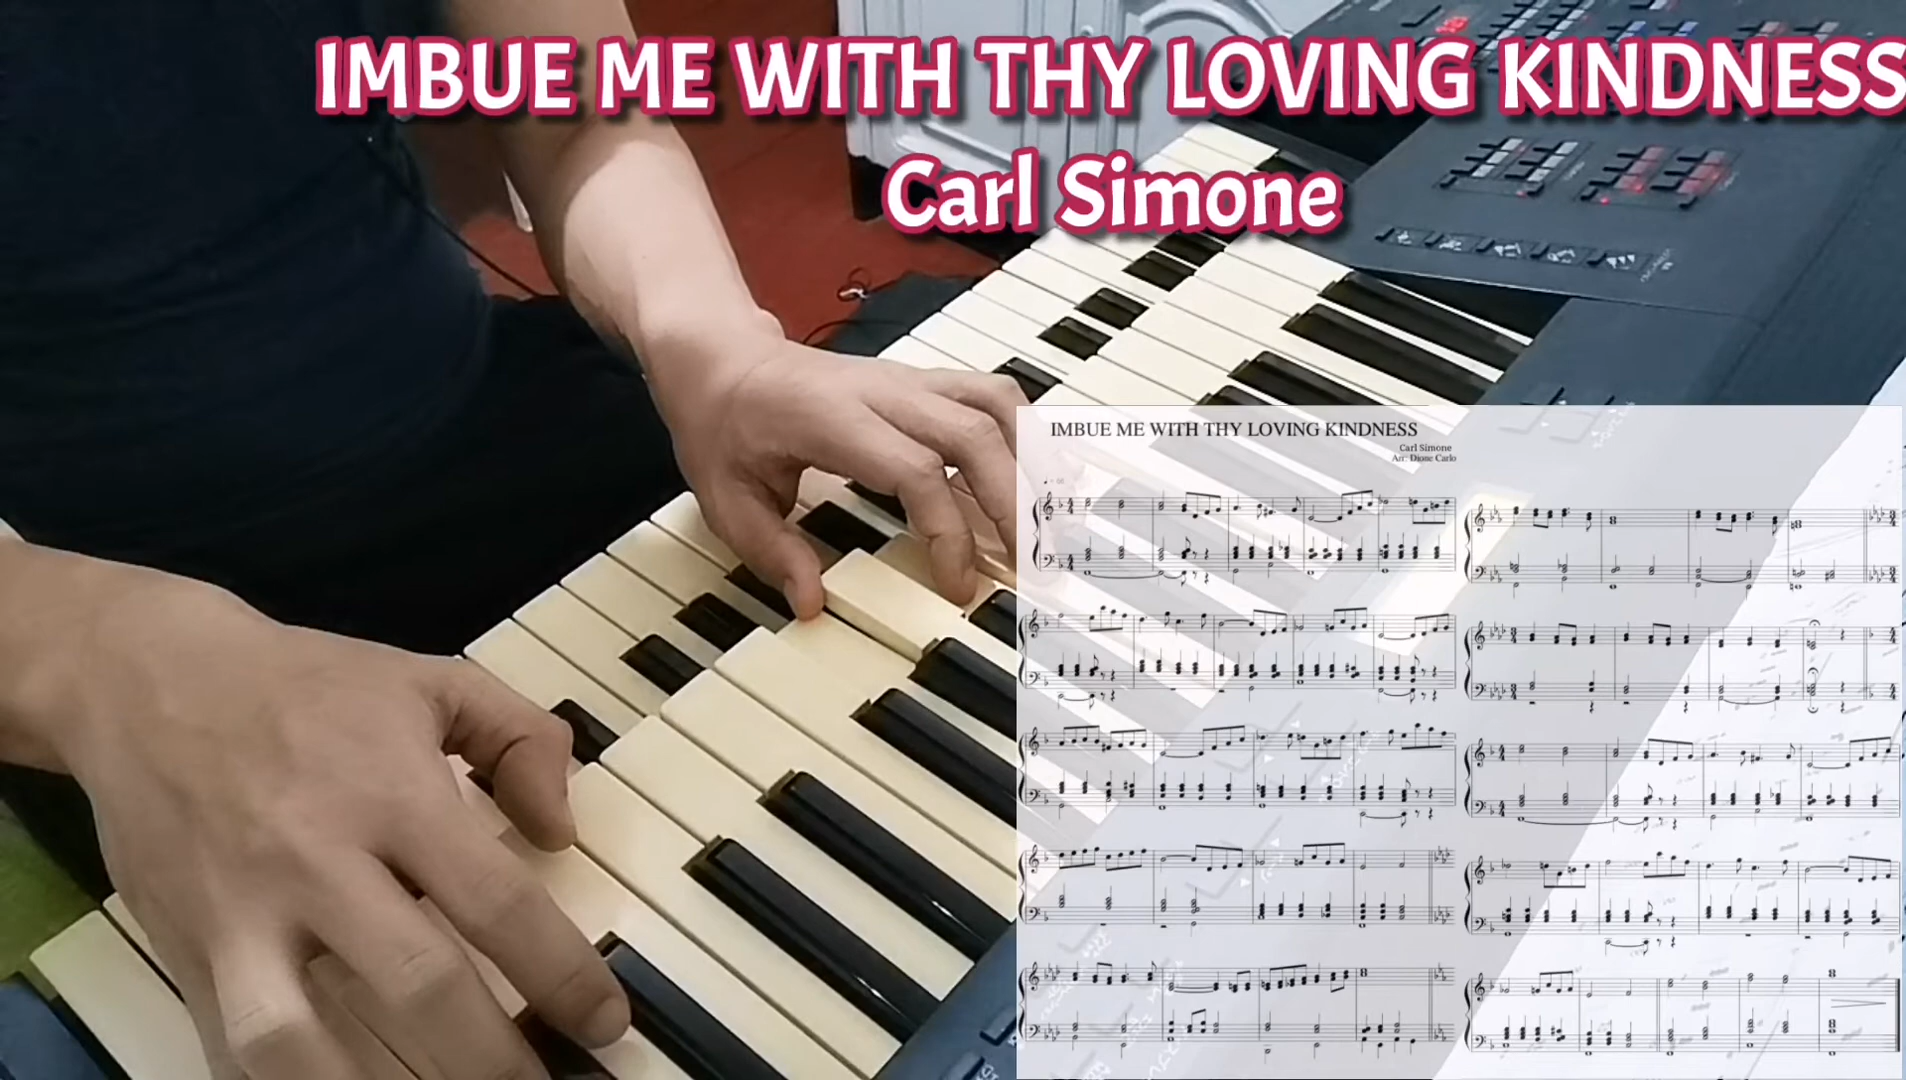 IMBUE ME WITH THY LOVING KINDNESS
Carl Simone
IMBUE ME WITH THY LOVING KINDNESS
Carl Simone
Arr. Dione Carlo